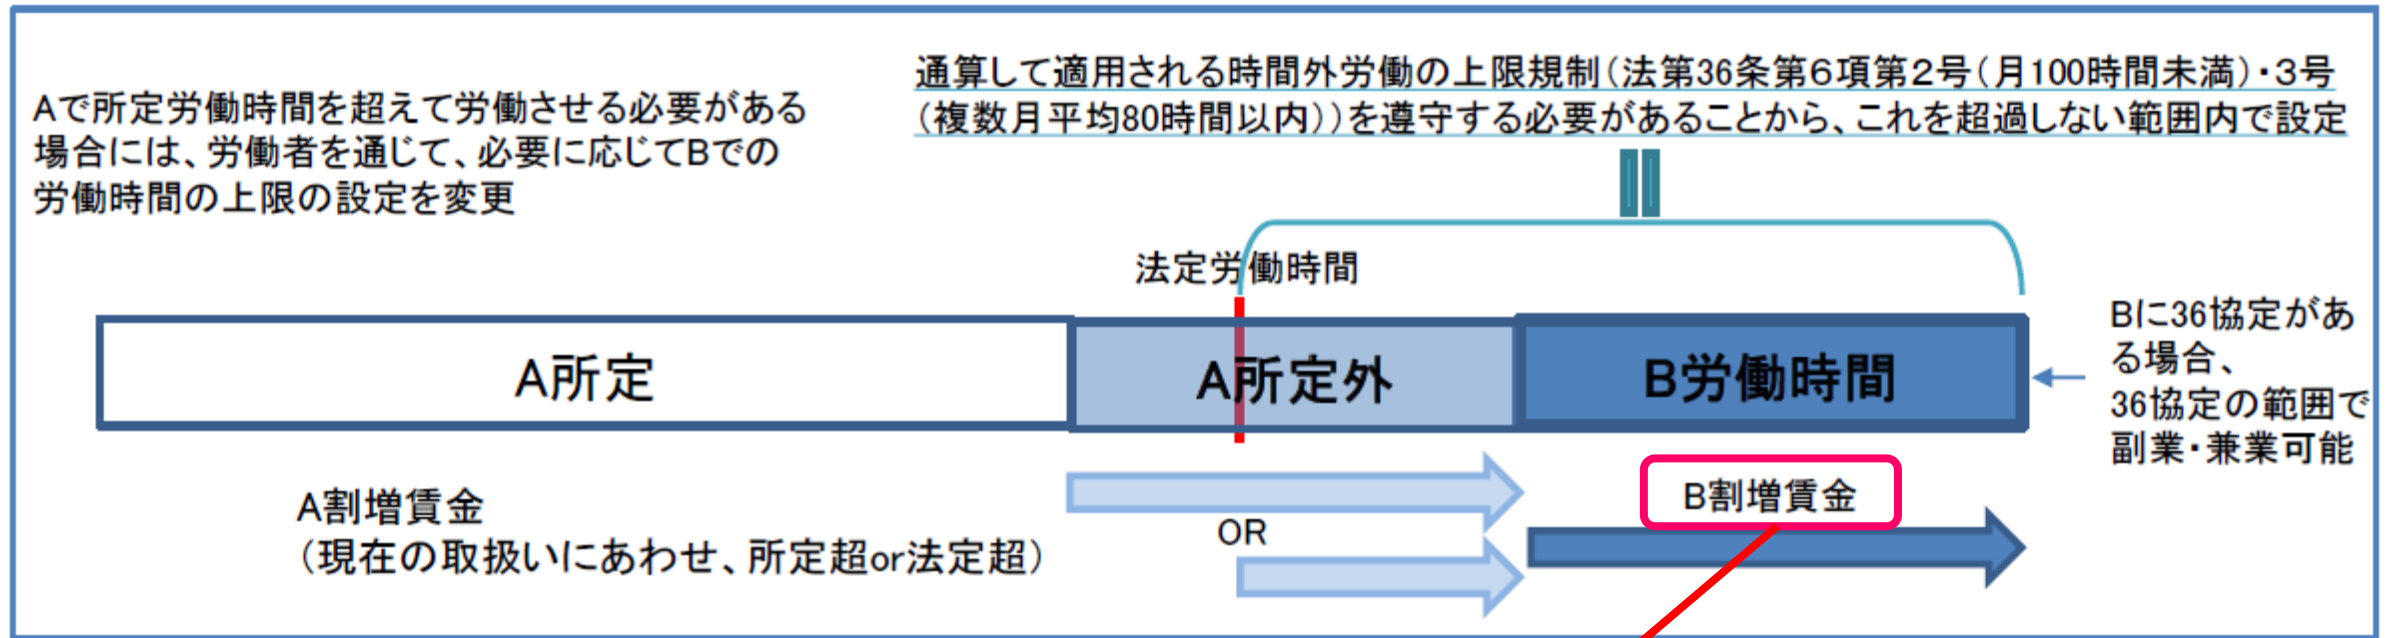 Aで所定労働時間を超えて労働させる必要がある
場合には、労働者を通じて、必要に応じてBでの
労働時間の上限の設定を変更
通算して適用される時間外労働の上限規制(法第36条第6項第2号(月100時間未満)・3号
(複数月平均80時間以内))を遵守する必要があることから、これを超過しない範囲内で設定
法定労働時間
A所定
A所定外
B労働時間
Bに36協定があ
る場合、
36協定の範囲で
副業・兼業可能
A割増賃金
(現在の取扱いにあわせ、所定超or法定超)
OR
B割増賃金